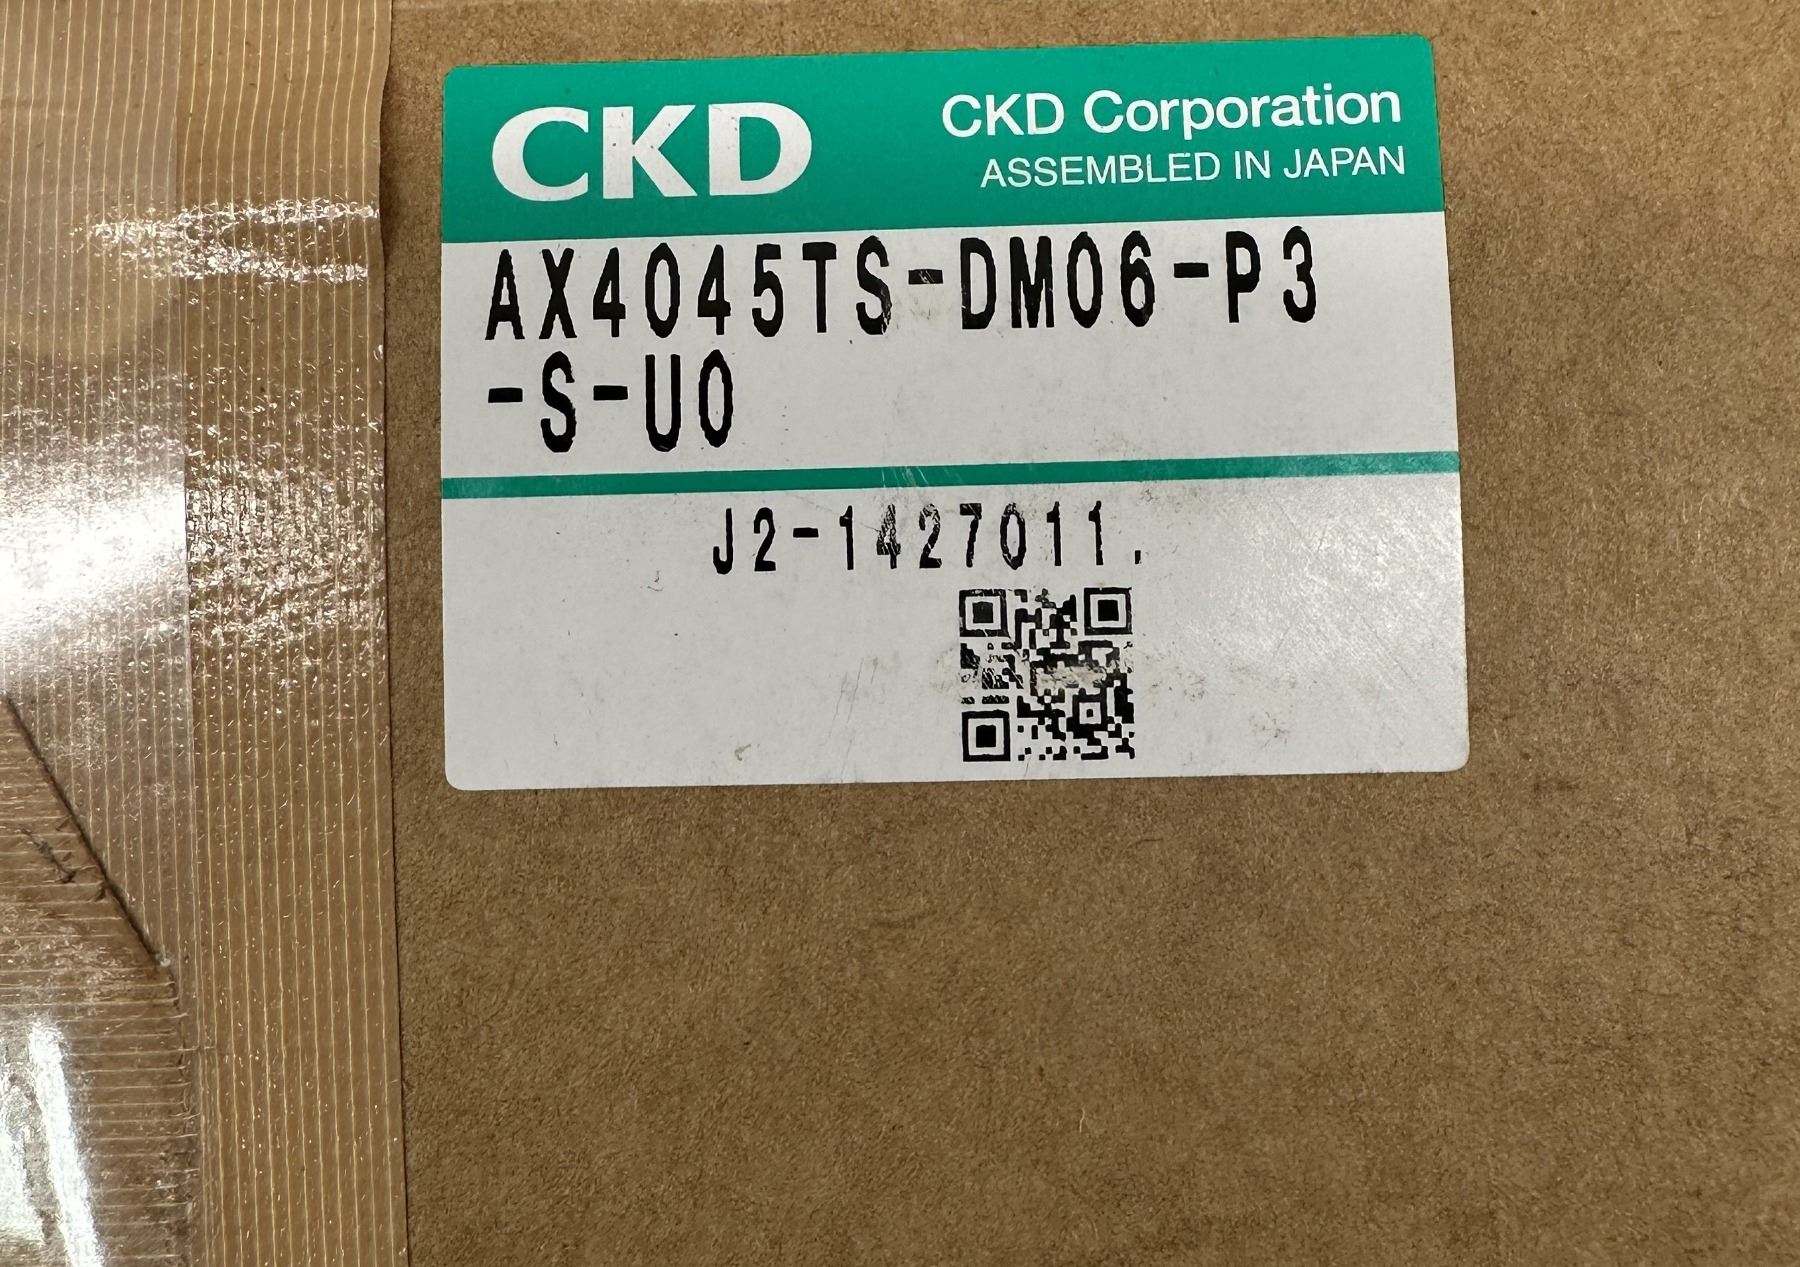 CKD
CKD Corporation
ASSEMBLED IN JAPAN
AX4045TS-DM06-P3
-S-U0
J2-1427011.